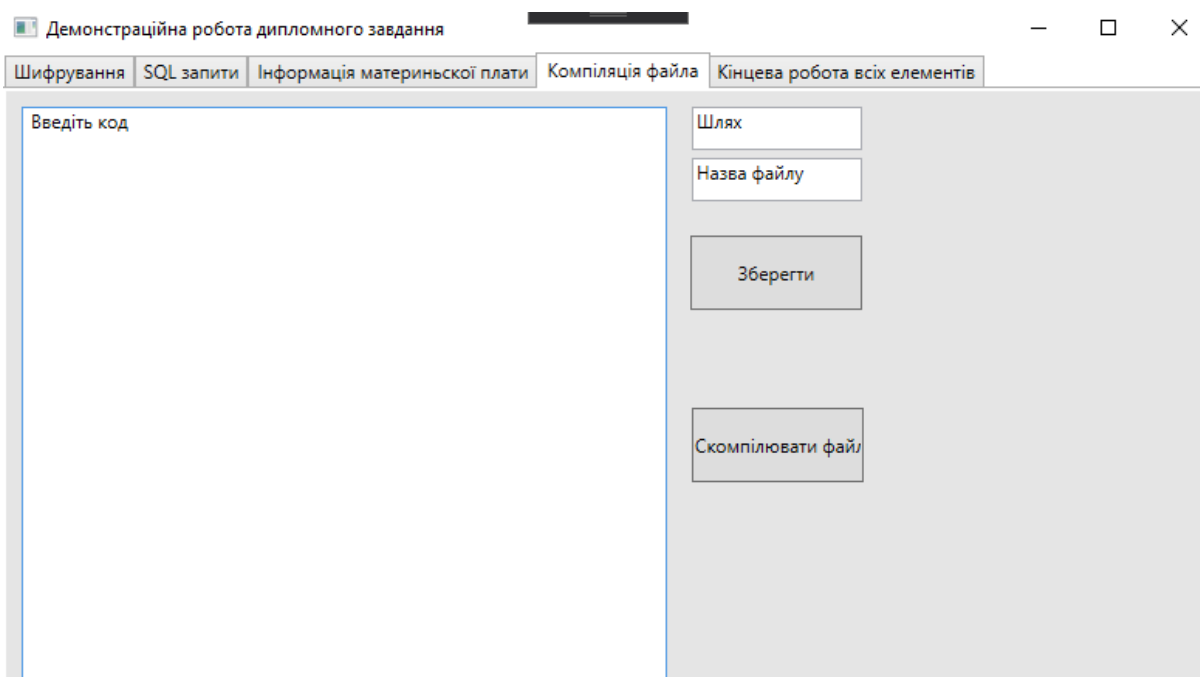 Демонстраційна робота дипломного завдання
Шифрування SQL запити Інформація материньскої плати Компіляція файла Кінцева робота всіх елементів
Введіть код
Шлях
Назва файлу
Зберегти
Скомпілювати файл